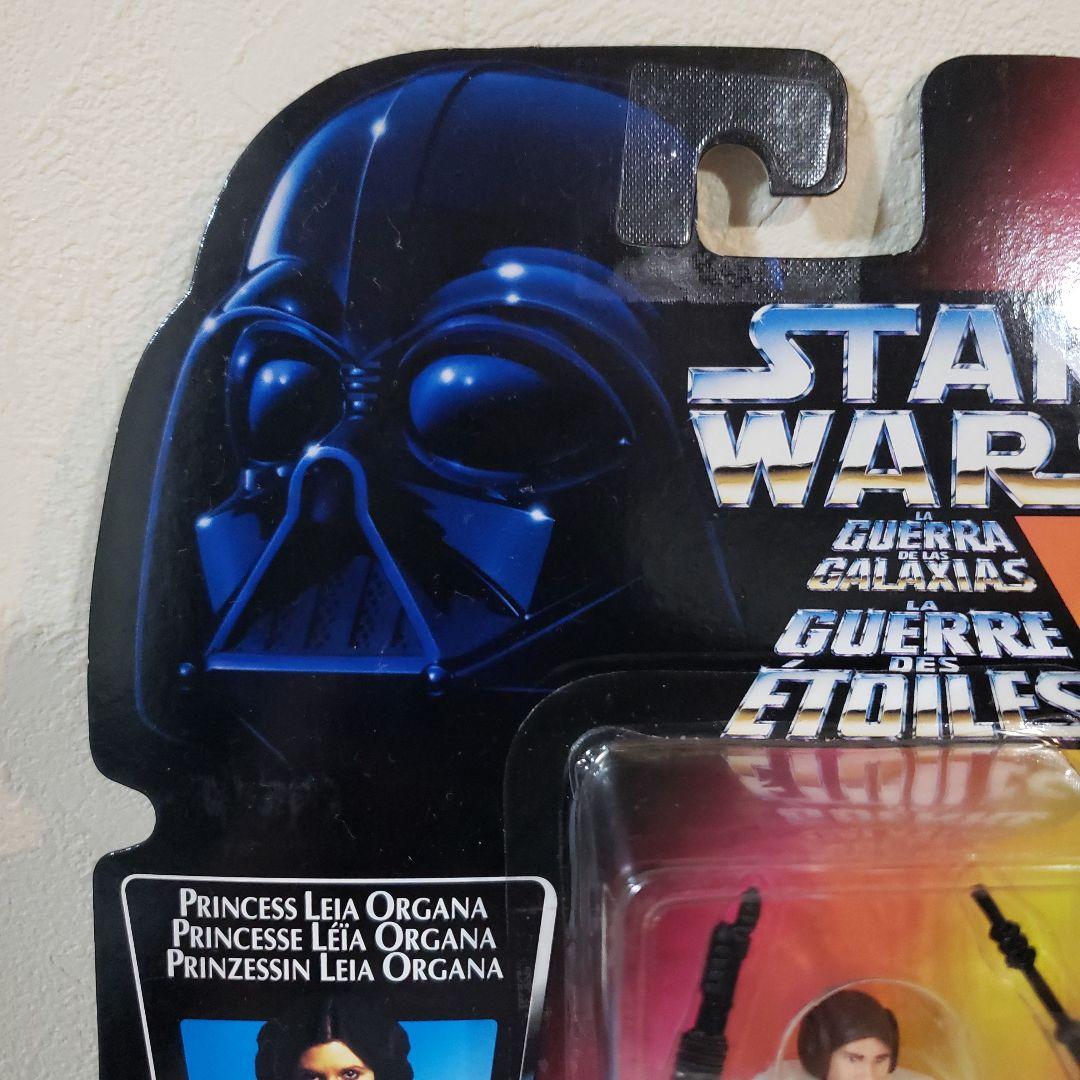 STAR
WARS
LA
GUERRA
DE LAS
GALAXIAS
LA
GUERRE
DES
ÉTOILES
PRINCESS LEIA ORGANA
PRINCESSE LÉÏA ORGANA
PRINZESSIN LEIA ORGANA